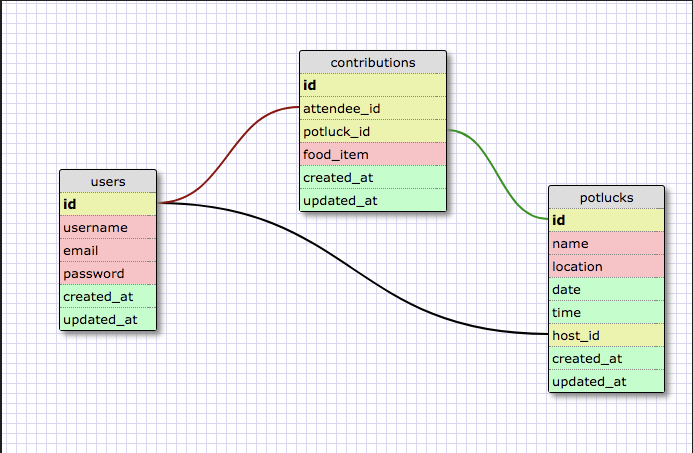 contributions
id
attendee_id
potluck_id
food_item
created_at
updated_at
users
id
username
email
password
created_at
updated_at
potlucks
id
name
location
date
time
host_id
created_at
updated_at